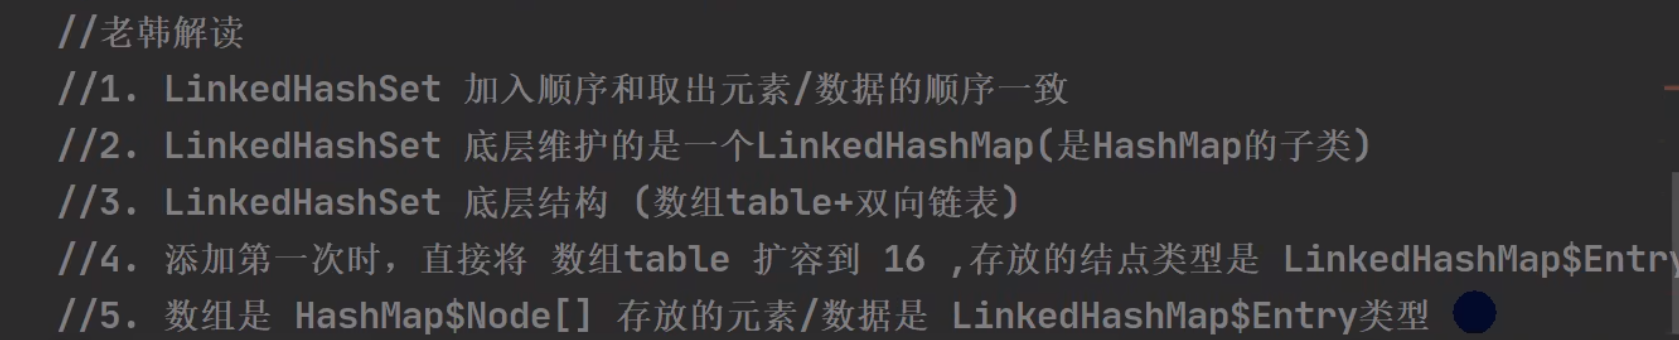 //老韩解读
//1. LinkedHashSet 加入顺序和取出元素/数据的顺序一致
//2. LinkedHashSet 底层维护的是一个LinkedHashMap(是HashMap的子类)
//3. LinkedHashSet 底层结构 (数组table+双向链表)
//4. 添加第一次时，直接将 数组table 扩容到 16 ,存放的结点类型是 LinkedHashMap$Entry
//5. 数组是 HashMap$Node[] 存放的元素/数据是 LinkedHashMap$Entry类型